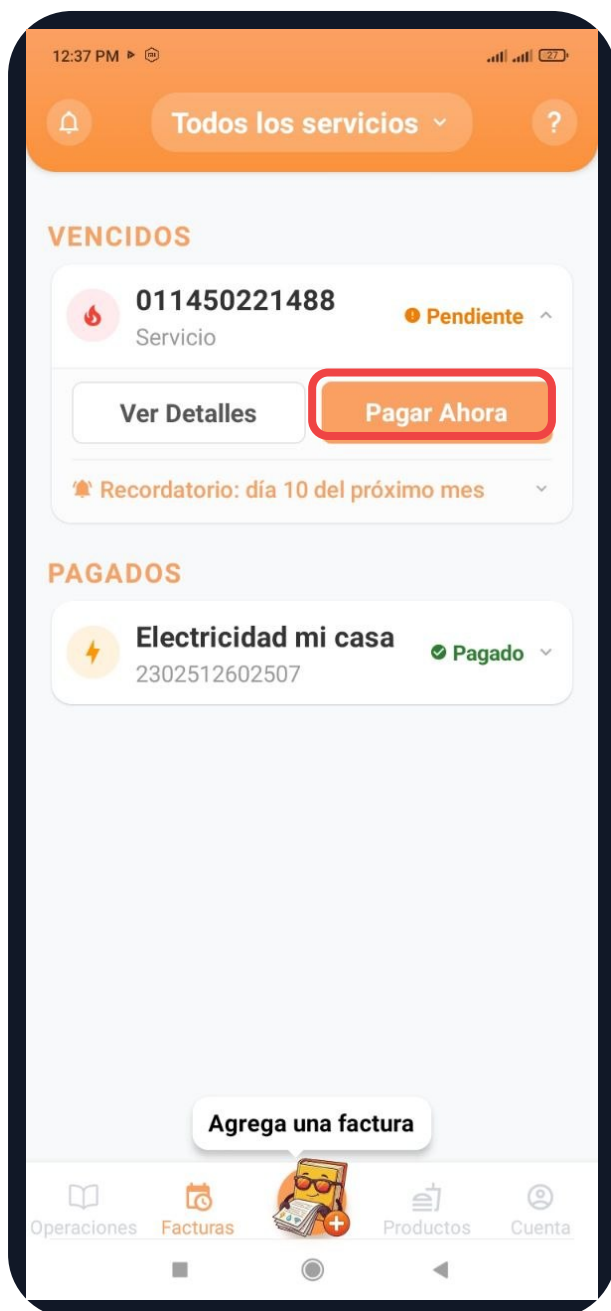 12:37 PM
27
Todos los servicios
?
VENCIDOS
011450221488
Pendiente
Servicio
Ver Detalles
Pagar Ahora
Recordatorio: día 10 del próximo mes
PAGADOS
Electricidad mi casa
Pagado
2302512602507
Agrega una factura
Operaciones
Facturas
Productos
Cuenta